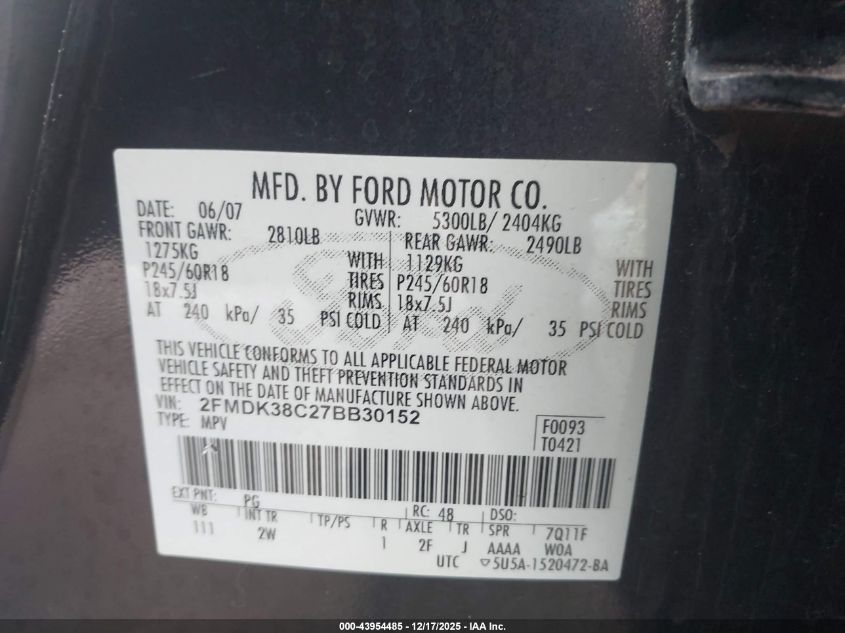 MFD. BY FORD MOTOR CO.
DATE: 06/07 GVWR: 5300LB/ 2404KG
FRONT GAWR: 2810LB REAR GAWR: 2490LB
1275KG WITH 1129KG WITH
P245/60R18 TIRES P245/60R18 TIRES
18x7.5J RIMS 18x7.5J RIMS
AT 240 kPa/ 35 PSI COLD AT 240 kPa/ 35 PSI COLD
Ford
THIS VEHICLE CONFORMS TO ALL APPLICABLE FEDERAL MOTOR
VEHICLE SAFETY AND THEFT PREVENTION STANDARDS IN
EFFECT ON THE DATE OF MANUFACTURE SHOWN ABOVE.
VIN: 2FMDK38C27BB30152 F0093
TYPE: MPV T0421
EXT PNT: PG RC: 48 DSO:
WB INT TR TP/PS R AXLE TR SPR 7Q11F
111 2W 1 2F J AAAA WOA
UTC ▽5U5A-1520472-BA
000-43954485 - 12/17/2025 - IAA Inc.